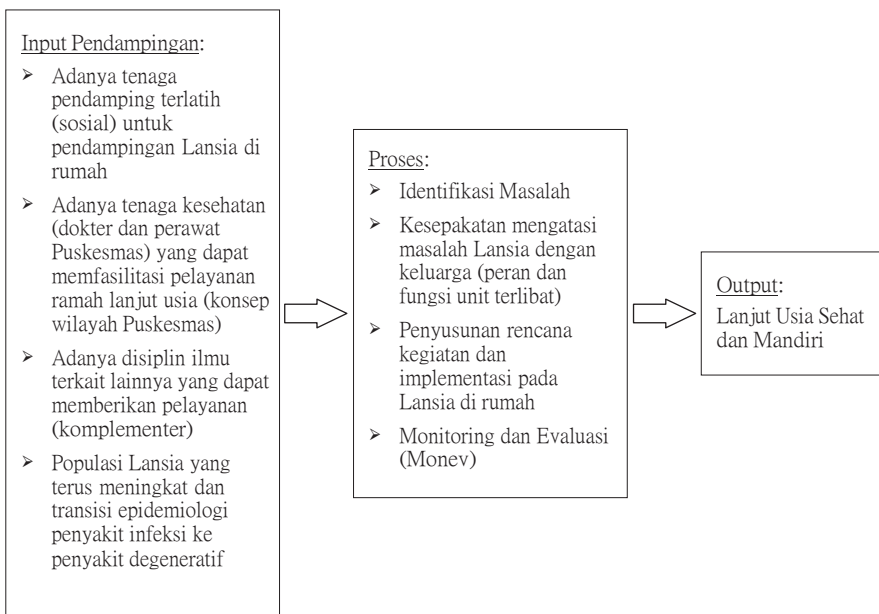 Input Pendampingan:
➢ Adanya tenaga
pendamping terlatih
(sosial) untuk
pendampingan Lansia di
rumah
➢ Adanya tenaga kesehatan
(dokter dan perawat
Puskesmas) yang dapat
memfasilitasi pelayanan
ramah lanjut usia (konsep
wilayah Puskesmas)
➢ Adanya disiplin ilmu
terkait lainnya yang dapat
memberikan pelayanan
(komplementer)
➢ Populasi Lansia yang
terus meningkat dan
transisi epidemiologi
penyakit infeksi ke
penyakit degeneratif
Proses:
➢ Identifikasi Masalah
➢ Kesepakatan mengatasi
masalah Lansia dengan
keluarga (peran dan
fungsi unit terlibat)
➢ Penyusunan rencana
kegiatan dan
implementasi pada
Lansia di rumah
➢ Monitoring dan Evaluasi
(Monev)
Output:
Lanjut Usia Sehat
dan Mandiri